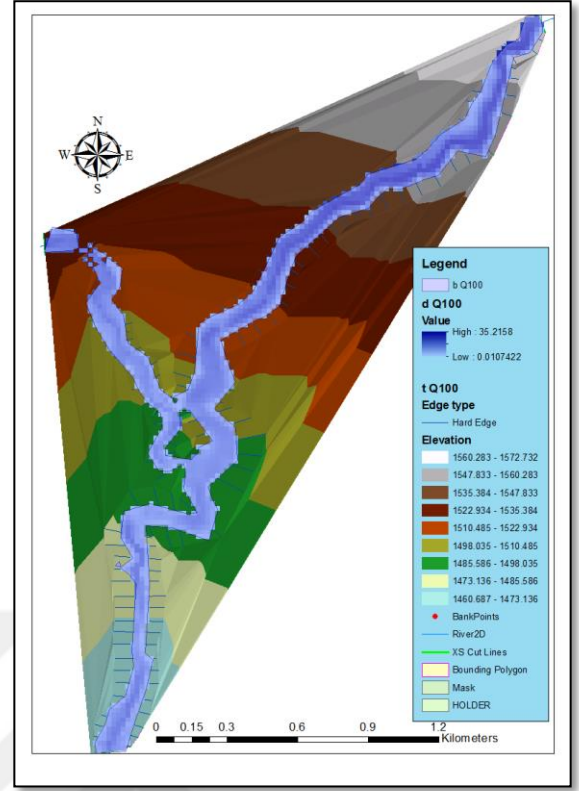 N
W E
S
Legend
b Q100
d Q100
Value
High : 35.2158
Low : 0.0107422
t Q100
Edge type
Hard Edge
Elevation
1560.283 - 1572.732
1547.833 - 1560.283
1535.384 - 1547.833
1522.934 - 1535.384
1510.485 - 1522.934
1498.035 - 1510.485
1485.586 - 1498.035
1473.136 - 1485.586
1460.687 - 1473.136
BankPoints
River2D
XS Cut Lines
Bounding Polygon
Mask
HOLDER
0 0.15 0.3 0.6 0.9 1.2
Kilometers